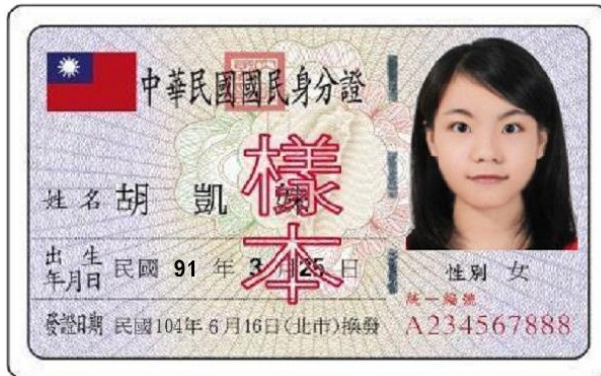 中華民國國民身分證
樣本
姓名 胡 凱
出生年月日 民國 91 年 3 月 25 日
性別 女
統一編號
發證日期 民國104年6月16日(北市)換發
A234567888